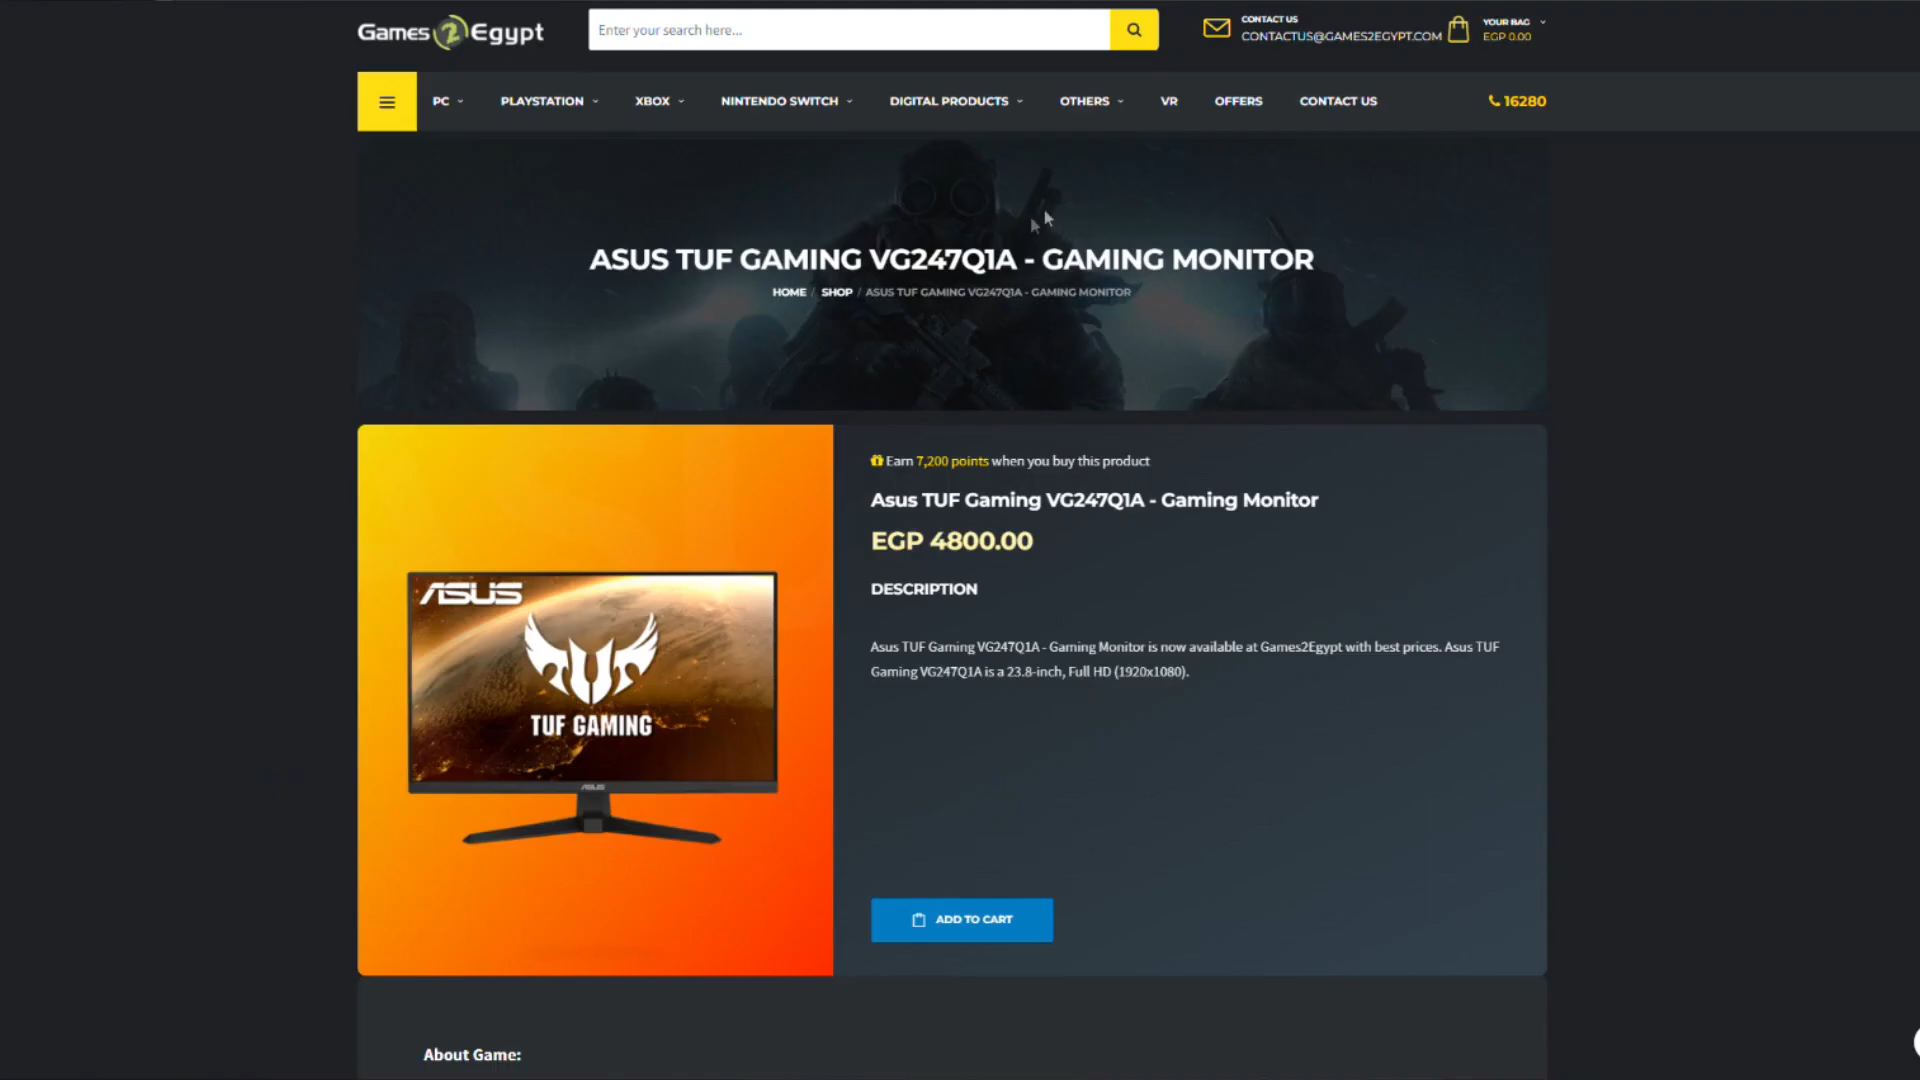 Games2Egypt
Enter your search here...
CONTACT US
CONTACTUS@GAMES2EGYPT.COM
YOUR BAG
EGP 0.00
PC
PLAYSTATION
XBOX
NINTENDO SWITCH
DIGITAL PRODUCTS
OTHERS
VR
OFFERS
CONTACT US
16280
ASUS TUF GAMING VG247Q1A - GAMING MONITOR
HOME / SHOP / ASUS TUF GAMING VG247Q1A - GAMING MONITOR
Earn 7,200 points when you buy this product
Asus TUF Gaming VG247Q1A - Gaming Monitor
EGP 4800.00
DESCRIPTION
Asus TUF Gaming VG247Q1A - Gaming Monitor is now available at Games2Egypt with best prices. Asus TUF
Gaming VG247Q1A is a 23.8-inch, Full HD (1920x1080).
ASUS
TUF GAMING
ASUS
ADD TO CART
About Game: